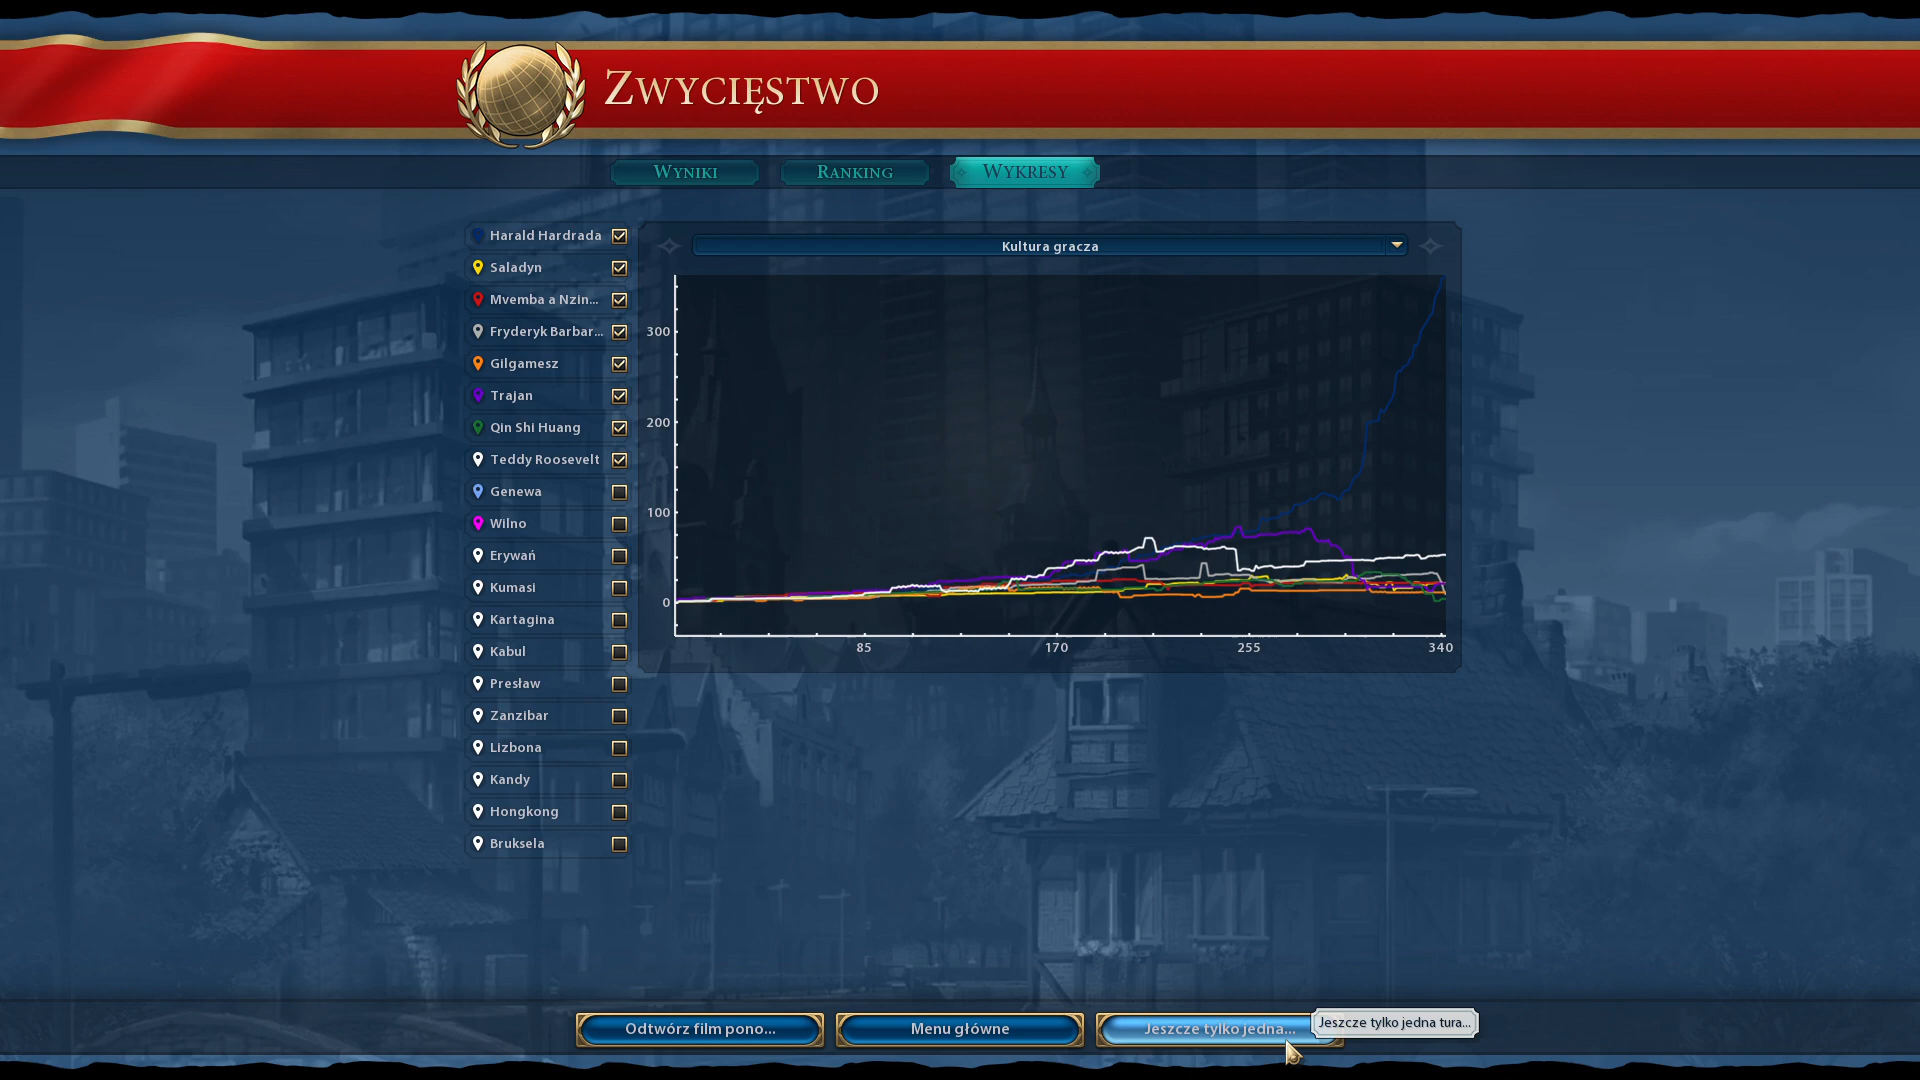 Zwycięstwo
Wyniki
Ranking
Wykresy
Harald Hardrada
Saladyn
Mvemba a Nzin...
Fryderyk Barbar...
Gilgamesz
Trajan
Qin Shi Huang
Teddy Roosevelt
Genewa
Wilno
Erywań
Kumasi
Kartagina
Kabul
Presław
Zanzibar
Lizbona
Kandy
Hongkong
Bruksela
Kultura gracza
300
200
100
0
85
170
255
340
Odtwórz film pono...
Menu główne
Jeszcze tylko jedna...
Jeszcze tylko jedna tura...